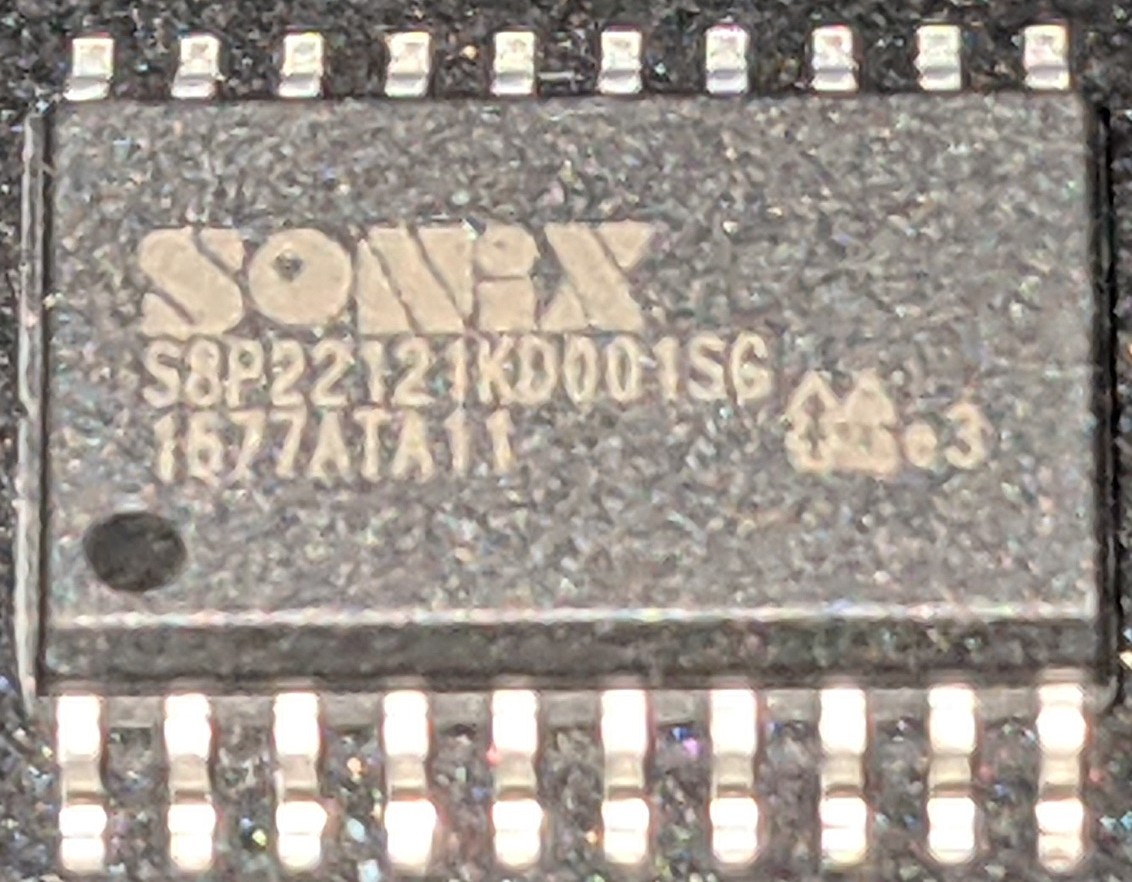 SONiX
S8P22121KD001SG
1677ATA11 e3